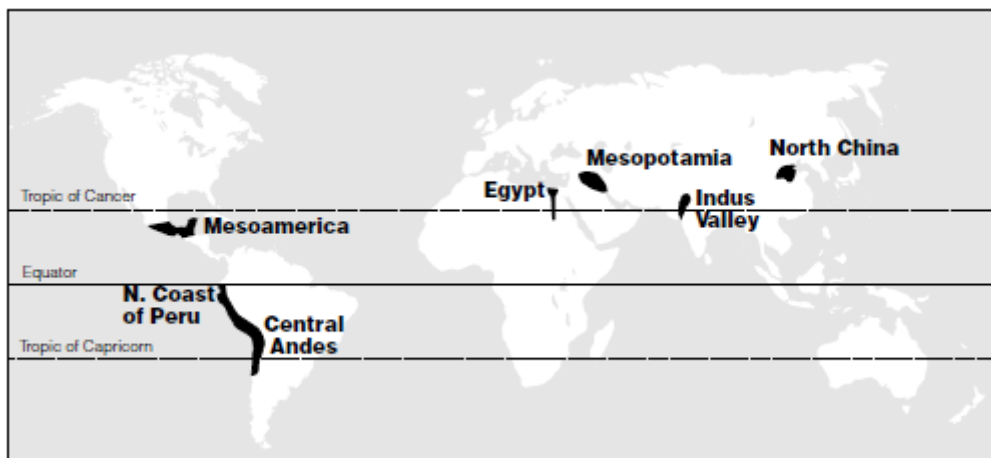 North China
Mesopotamia
Egypt
Indus
Valley
Tropic of Cancer
Mesoamerica
Equator
N. Coast
of Peru
Central
Andes
Tropic of Capricorn